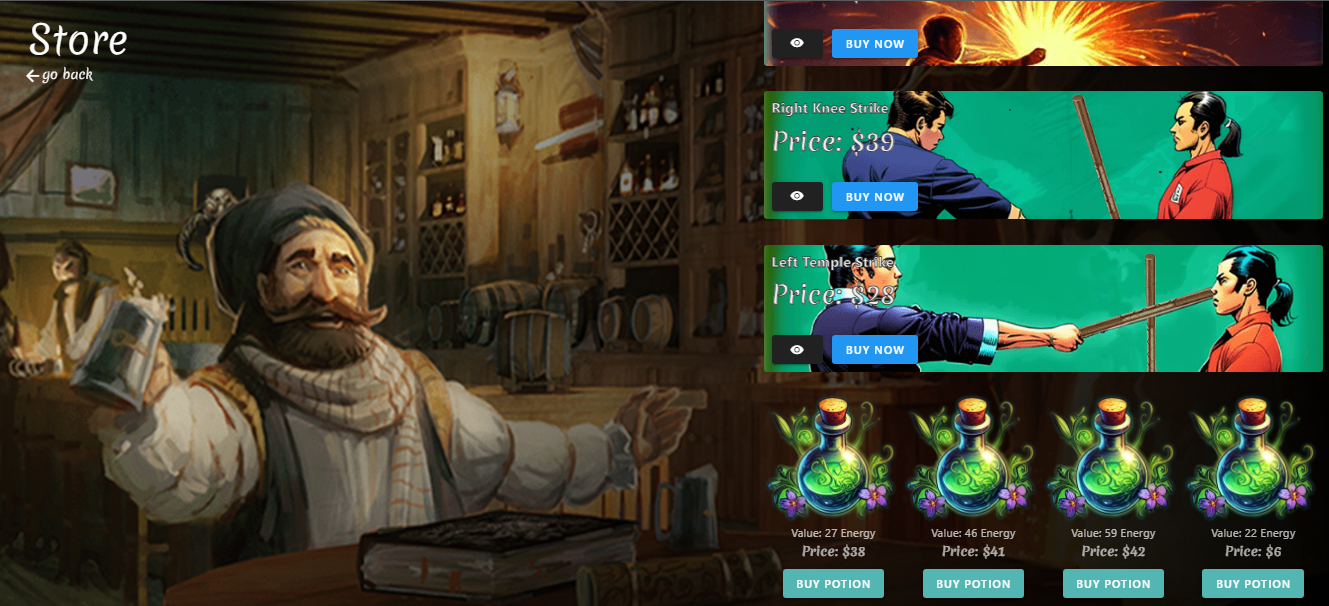 Store
go back
BUY NOW
Right Knee Strike
Price: $39
BUY NOW
Left Temple Strike
Price: $28
BUY NOW
Value: 27 Energy
Price: $38
BUY POTION
Value: 46 Energy
Price: $41
BUY POTION
Value: 59 Energy
Price: $42
BUY POTION
Value: 22 Energy
Price: $6
BUY POTION